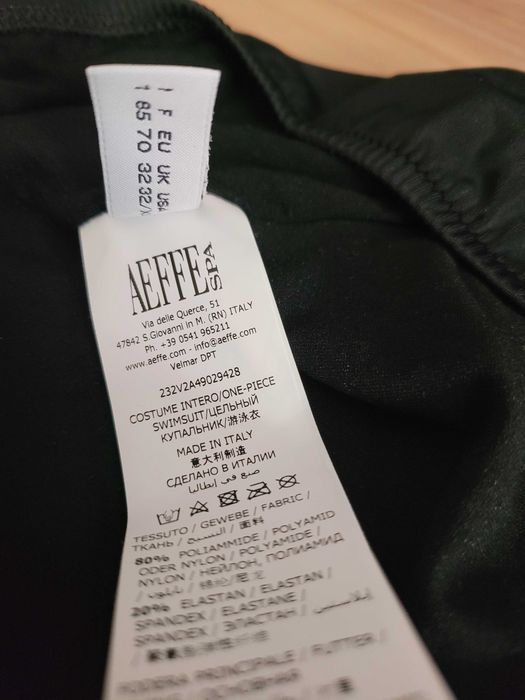 I F EU UK USA
1 85 70 32 32/
AEFFE SPA
Via delle Querce, 51
47842 S.Giovanni in M. (RN) ITALY
Ph. +39 0541 965211
www.aeffe.com - info@aeffe.com
Velmar DPT
232V2A49029428
COSTUME INTERO/ONE-PIECE
SWIMSUIT/ЦЕЛЬНЫЙ
КУПАЛЬНИК/游泳衣
MADE IN ITALY
意大利制造
СДЕЛАНО В ИТАЛИИ
صنع في إيطاليا
TESSUTO / GEWEBE / FABRIC /
ТКАНЬ / النسيج / 面料
80% POLIAMMIDE / POLYAMID
ODER NYLON / POLYAMIDE /
NYLON / НЕЙЛОН, ПОЛИАМИД
20% ELASTAN / ELASTAN /
SPANDEX / ELASTANE /
SPANDEX / ЭЛАСТАН /
FODERA PRINCIPALE / FUTTER /